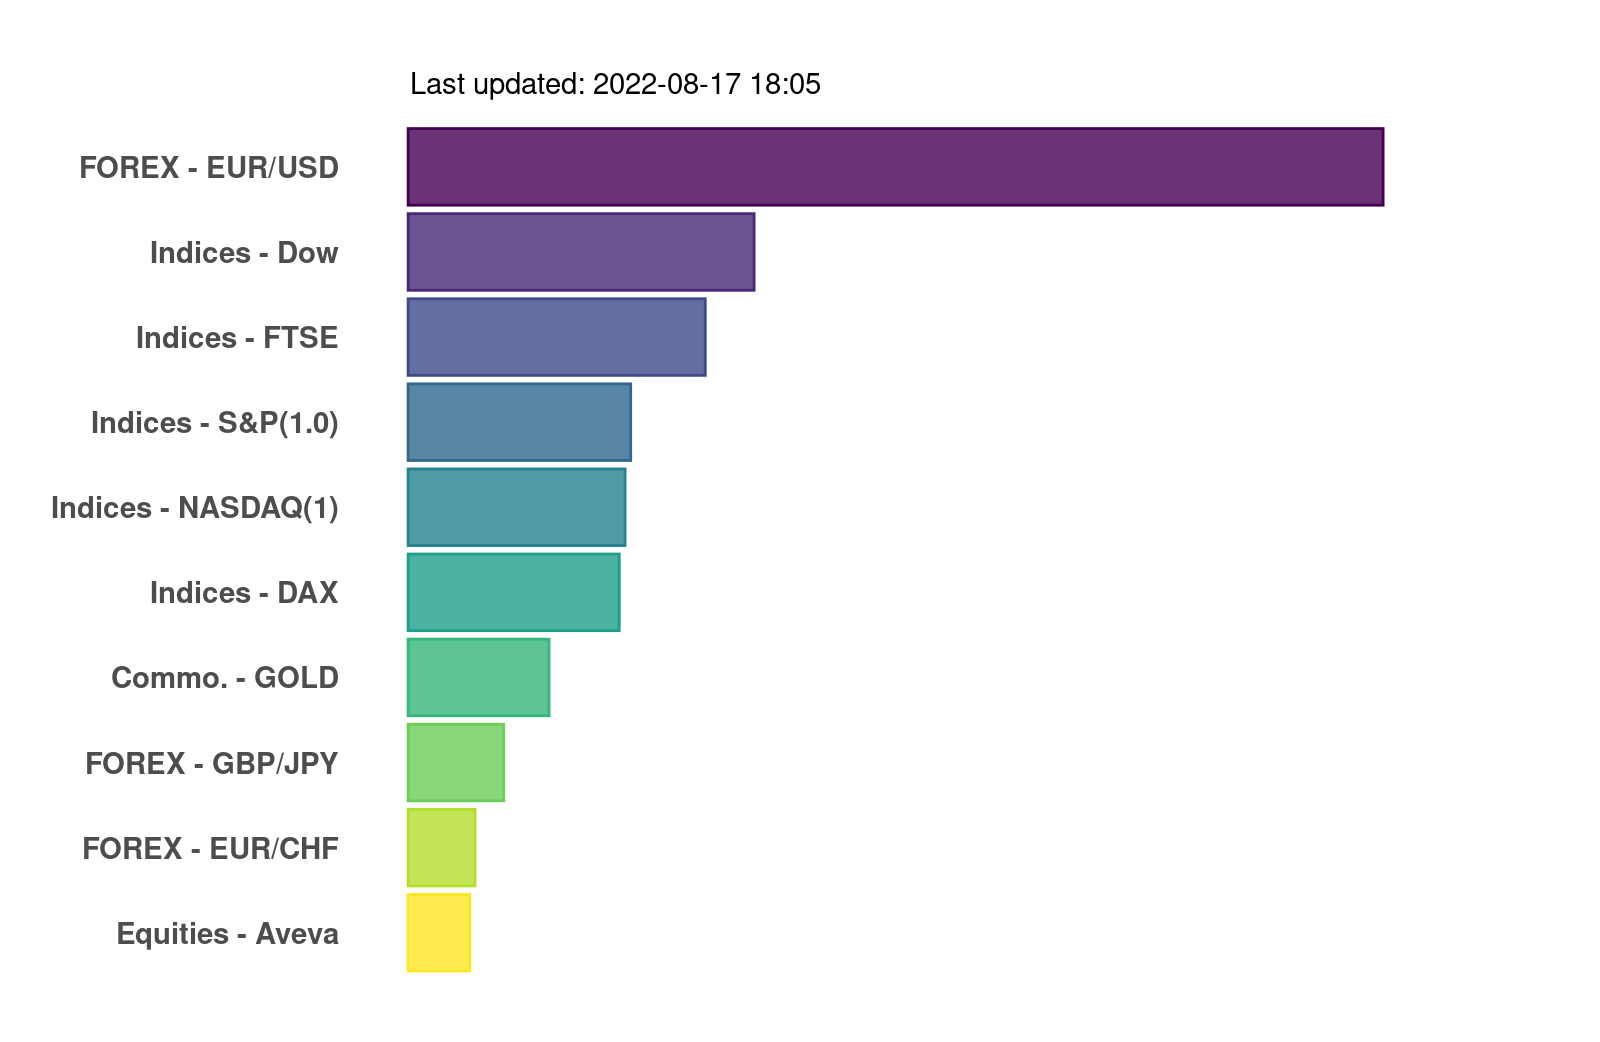 Last updated: 2022-08-17 18:05
FOREX - EUR/USD
Indices - Dow
Indices - FTSE
Indices - S&P(1.0)
Indices - NASDAQ(1)
Indices - DAX
Commo. - GOLD
FOREX - GBP/JPY
FOREX - EUR/CHF
Equities - Aveva